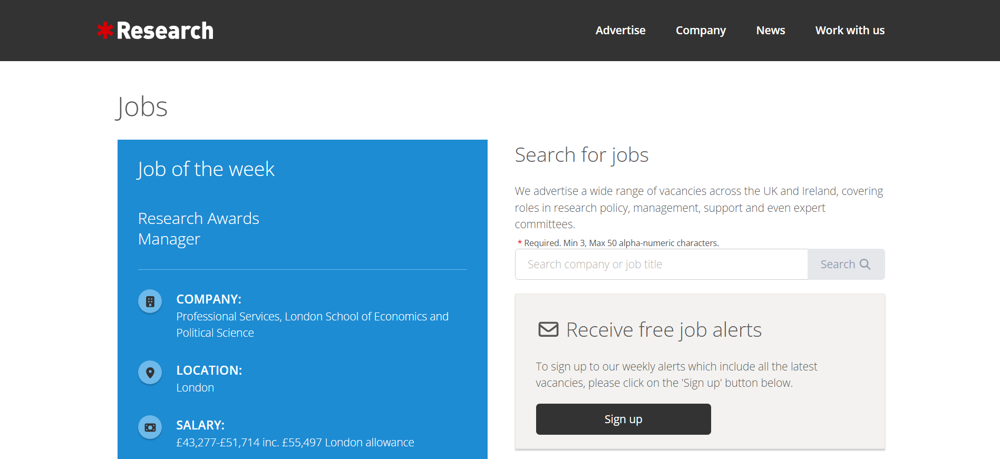 *Research
Advertise
Company
News
Work with us
Jobs
Job of the week
Research Awards
Manager
COMPANY:
Professional Services, London School of Economics and
Political Science
LOCATION:
London
SALARY:
£43,277-£51,714 inc. £55,497 London allowance
Search for jobs
We advertise a wide range of vacancies across the UK and Ireland, covering
roles in research policy, management, support and even expert
committees.
* Required. Min 3, Max 50 alpha-numeric characters.
Search company or job title
Search
Receive free job alerts
To sign up to our weekly alerts which include all the latest
vacancies, please click on the 'Sign up' button below.
Sign up